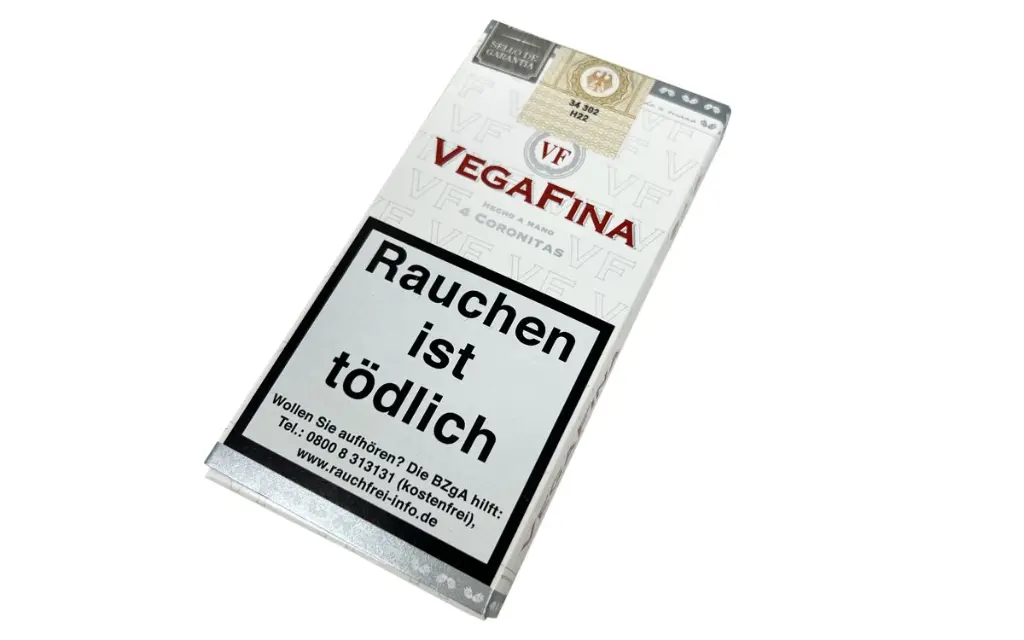 SELLO DE
GARANTIA
34 302
H22
VF
VEGAFINA
HECHO A MANO
4 CORONITAS
Rauchen
ist
tödlich
Wollen Sie aufhören? Die BZgA hilft:
Tel.: 0800 8 313131 (kostenfrei),
www.rauchfrei-info.de